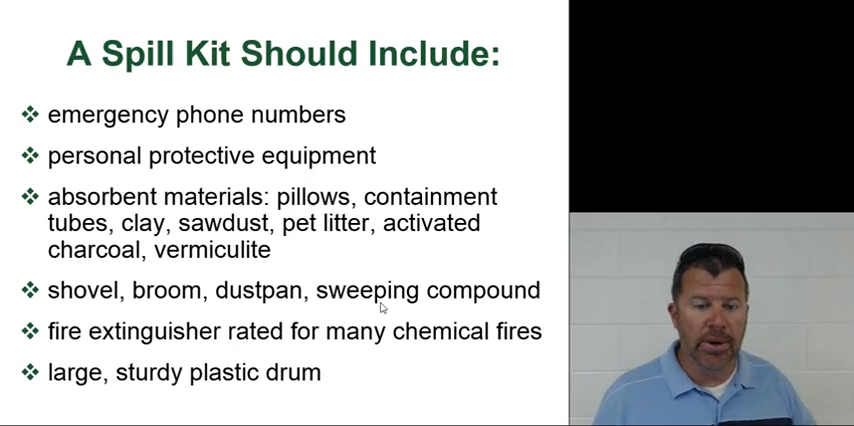 A Spill Kit Should Include:
❖ emergency phone numbers
❖ personal protective equipment
❖ absorbent materials: pillows, containment
tubes, clay, sawdust, pet litter, activated
charcoal, vermiculite
❖ shovel, broom, dustpan, sweeping compound
❖ fire extinguisher rated for many chemical fires
❖ large, sturdy plastic drum